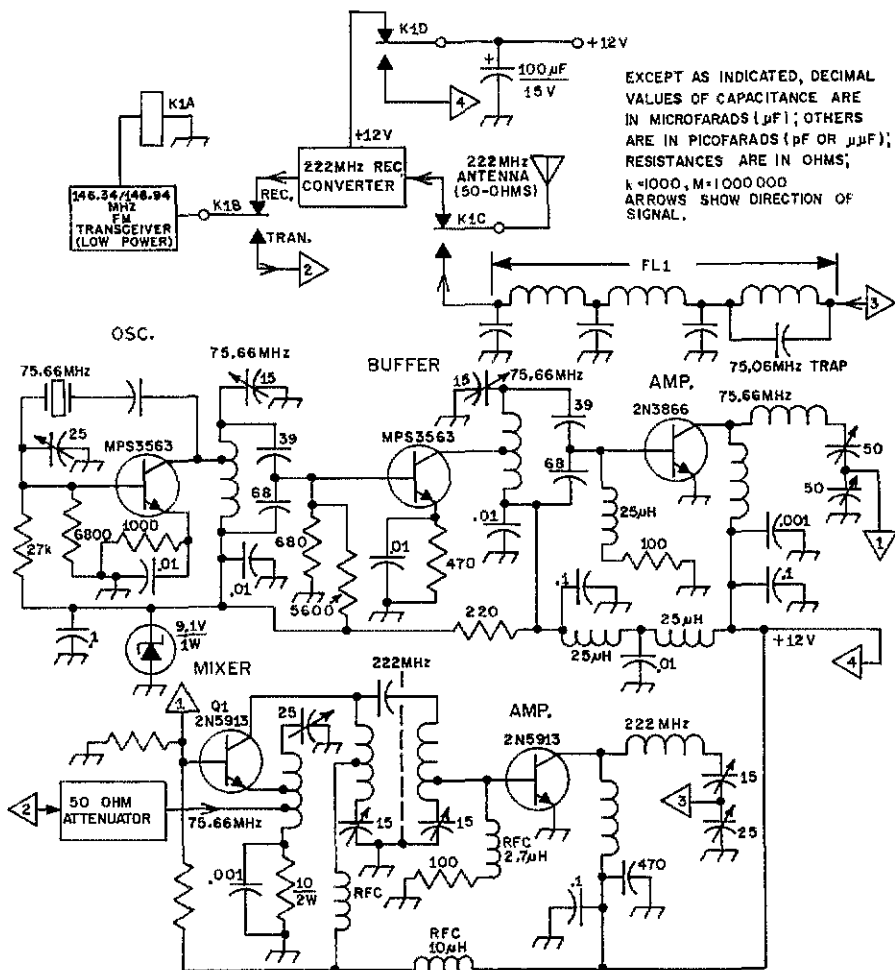 K1D
+12V
+
100µF
15V
4
K1A
EXCEPT AS INDICATED, DECIMAL
VALUES OF CAPACITANCE ARE
IN MICROFARADS (µF); OTHERS
ARE IN PICOFARADS (pF OR µµF);
RESISTANCES ARE IN OHMS;
k=1000, M=1000 000
ARROWS SHOW DIRECTION OF
SIGNAL.
+12V
222MHz REC.
CONVERTER
222MHz
ANTENNA
(50-OHMS)
146.34/146.94
MHz
FM
TRANSCEIVER
(LOW POWER)
K1B
REC.
TRAN.
2
K1C
FL1
3
75.06MHz TRAP
OSC.
75.66MHz
25
MPS3563
27k
6800
1000
.01
75.66MHz
15
39
68
.01
BUFFER
15
75.66MHz
MPS3563
680
5600
.01
470
39
68
.01
AMP.
2N3866
75.66MHz
50
50
1
25µH
100
.001
.1
.1
220
25µH
25µH
.01
+12V
4
.1
9.1V
1W
MIXER
1
Q1
2N5913
25
222MHz
AMP.
2N5913
222 MHz
15
25
3
2
50 OHM
ATTENUATOR
75.66MHz
15
15
.001
10
2W
RFC
100
RFC
2.7µH
.1
470
RFC
10µH